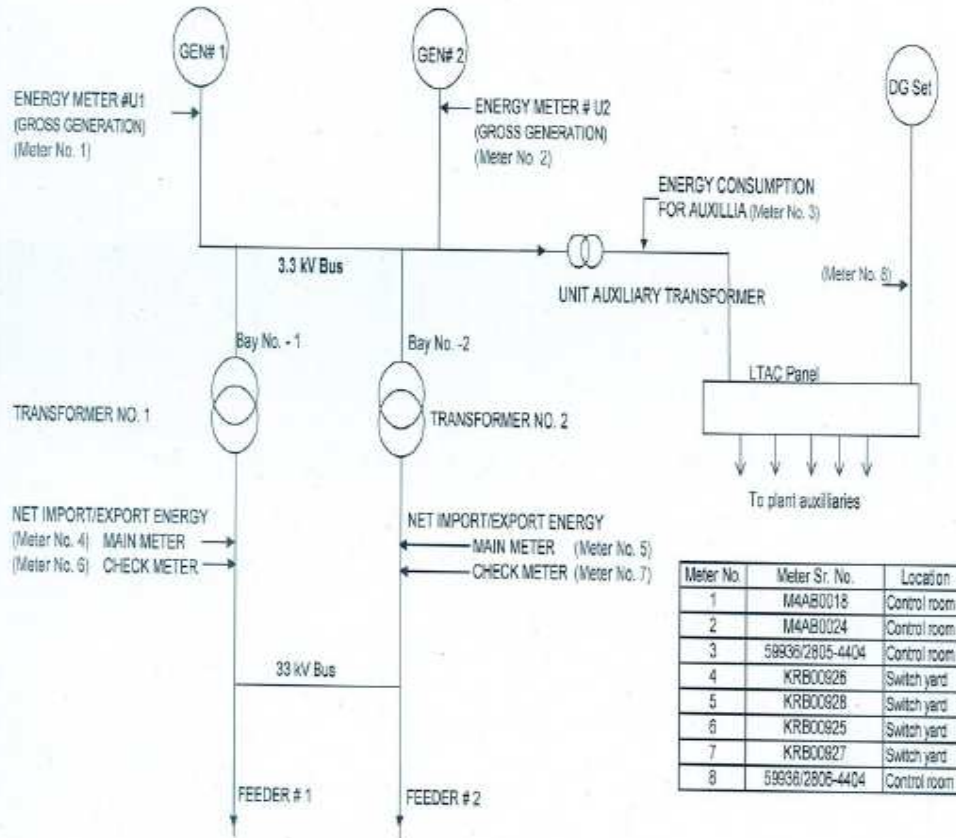 GEN# 1
GEN# 2
DG Set
ENERGY METER #U1
(GROSS GENERATION)
(Meter No. 1)
ENERGY METER # U2
(GROSS GENERATION)
(Meter No. 2)
ENERGY CONSUMPTION
FOR AUXILLIA (Meter No. 3)
3.3 kV Bus
UNIT AUXILIARY TRANSFORMER
(Meter No. 8)
Bay No. - 1
Bay No. -2
LTAC Panel
TRANSFORMER NO. 1
TRANSFORMER NO. 2
To plant auxilliaries
NET IMPORT/EXPORT ENERGY
(Meter No. 4) MAIN METER
(Meter No. 6) CHECK METER
NET IMPORT/EXPORT ENERGY
MAIN METER (Meter No. 5)
CHECK METER (Meter No. 7)
33 kV Bus
FEEDER # 1
FEEDER # 2
Meter No. Meter Sr. No. Location
1 M4AB0018 Control room
2 M4AB0024 Control room
3 59936/2805-4404 Control room
4 KRB00926 Switch yard
5 KRB00928 Switch yard
6 KRB00925 Switch yard
7 KRB00927 Switch yard
8 59936/2806-4404 Control room